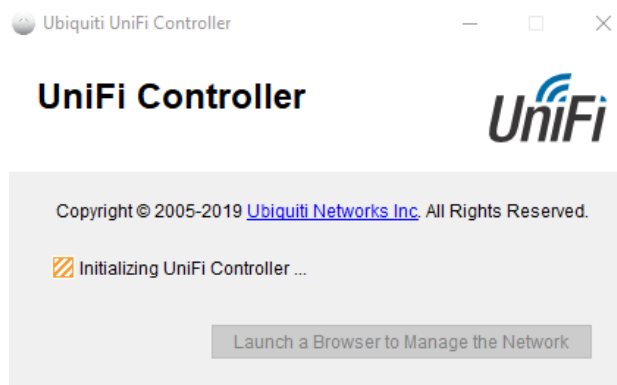 Ubiquiti UniFi Controller
UniFi Controller
UniFi
Copyright © 2005-2019 Ubiquiti Networks Inc. All Rights Reserved.
Initializing UniFi Controller ...
Launch a Browser to Manage the Network